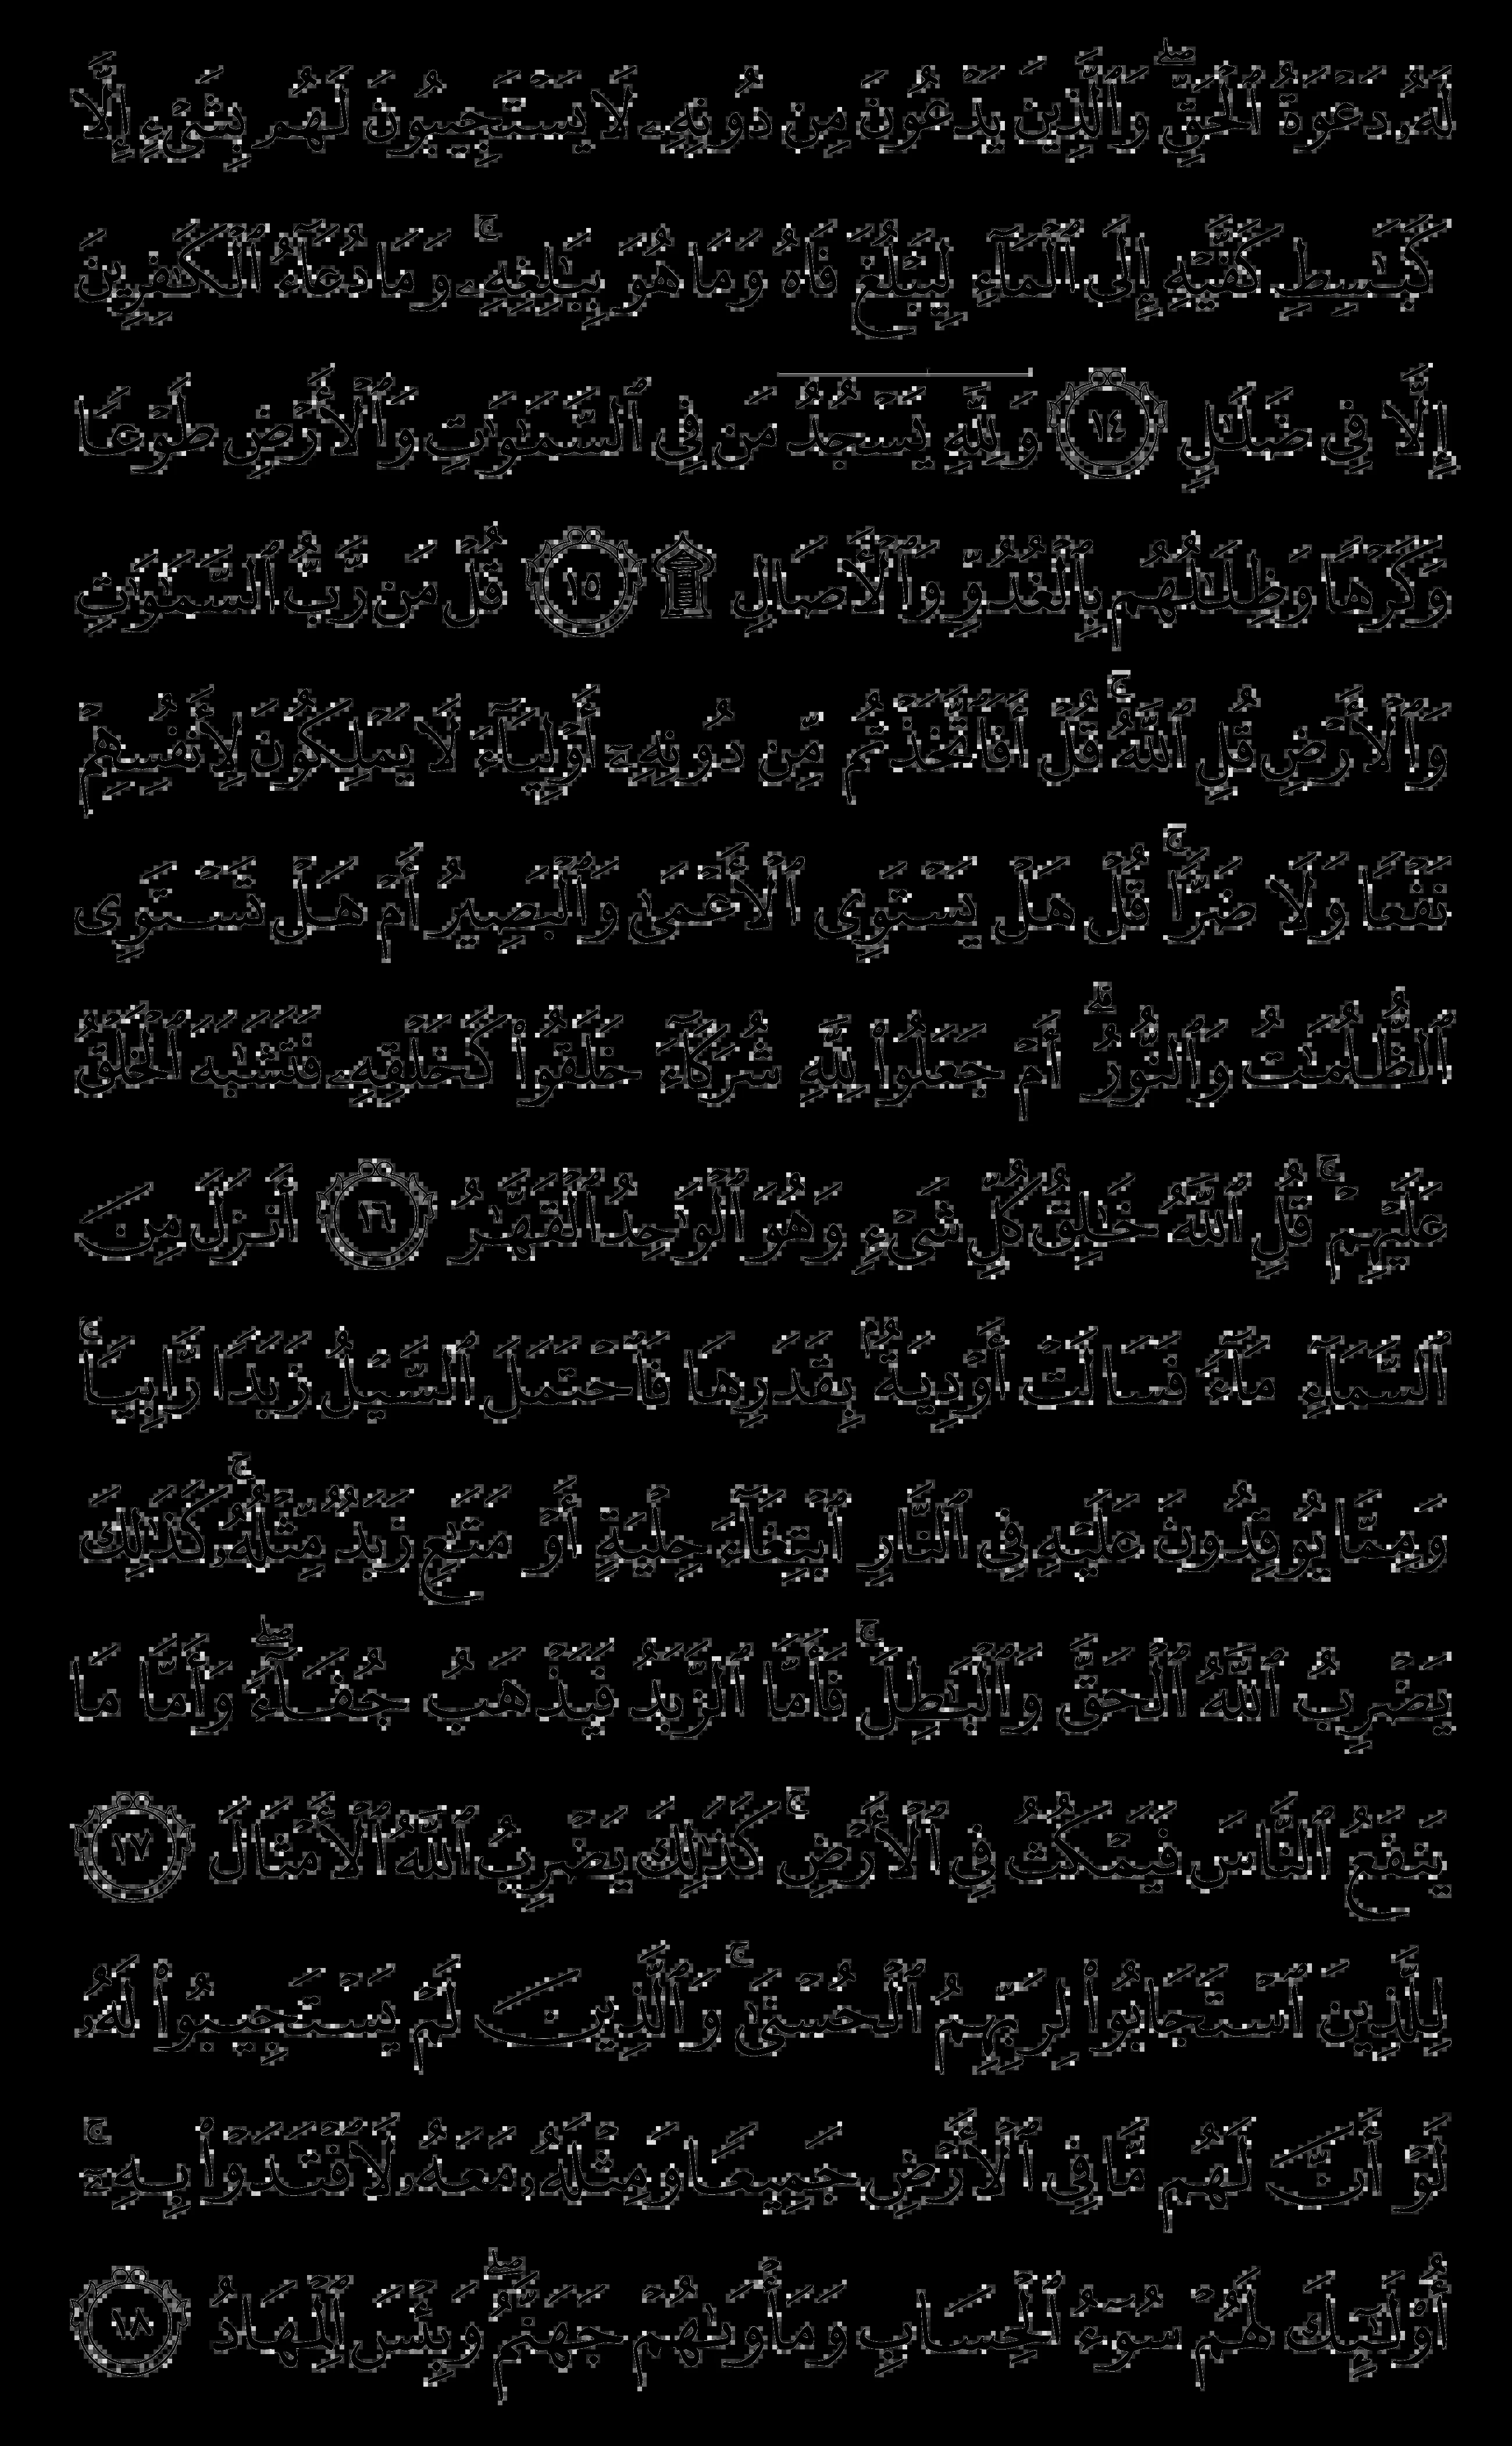 لَهُۥ دَعْوَةُ ٱلْحَقِّ ۖ وَٱلَّذِينَ يَدْعُونَ مِن دُونِهِۦ لَا يَسْتَجِيبُونَ لَهُم بِشَىْءٍ إِلَّا
كَبَـٰسِطِ كَفَّيْهِ إِلَى ٱلْمَآءِ لِيَبْلُغَ فَاهُ وَمَا هُوَ بِبَـٰلِغِهِۦ ۚ وَمَا دُعَآءُ ٱلْكَـٰفِرِينَ
إِلَّا فِى ضَلَـٰلٍ ١٤ وَلِلَّهِ يَسْجُدُ مَن فِى ٱلسَّمَـٰوَٰتِ وَٱلْأَرْضِ طَوْعًا
وَكَرْهًا وَظِلَـٰلُهُم بِٱلْغُدُوِّ وَٱلْـَٔاصَالِ ۩ ١٥ قُلْ مَن رَّبُّ ٱلسَّمَـٰوَٰتِ
وَٱلْأَرْضِ قُلِ ٱللَّهُ ۚ قُلْ أَفَٱتَّخَذْتُم مِّن دُونِهِۦٓ أَوْلِيَآءَ لَا يَمْلِكُونَ لِأَنفُسِهِمْ
نَفْعًا وَلَا ضَرًّا ۚ قُلْ هَلْ يَسْتَوِى ٱلْأَعْمَىٰ وَٱلْبَصِيرُ أَمْ هَلْ تَسْتَوِى
ٱلظُّلُمَـٰتُ وَٱلنُّورُ ۗ أَمْ جَعَلُوا۟ لِلَّهِ شُرَكَآءَ خَلَقُوا۟ كَخَلْقِهِۦ فَتَشَـٰبَهَ ٱلْخَلْقُ
عَلَيْهِمْ ۚ قُلِ ٱللَّهُ خَـٰلِقُ كُلِّ شَىْءٍ وَهُوَ ٱلْوَٰحِدُ ٱلْقَهَّـٰرُ ١٦ أَنزَلَ مِنَ
ٱلسَّمَآءِ مَآءً فَسَالَتْ أَوْدِيَةٌۢ بِقَدَرِهَا فَٱحْتَمَلَ ٱلسَّيْلُ زَبَدًا رَّابِيًا ۚ
وَمِمَّا يُوقِدُونَ عَلَيْهِ فِى ٱلنَّارِ ٱبْتِغَآءَ حِلْيَةٍ أَوْ مَتَـٰعٍ زَبَدٌ مِّثْلُهُۥ ۚ كَذَٰلِكَ
يَضْرِبُ ٱللَّهُ ٱلْحَقَّ وَٱلْبَـٰطِلَ ۚ فَأَمَّا ٱلزَّبَدُ فَيَذْهَبُ جُفَآءً ۖ وَأَمَّا مَا
يَنفَعُ ٱلنَّاسَ فَيَمْكُثُ فِى ٱلْأَرْضِ ۚ كَذَٰلِكَ يَضْرِبُ ٱللَّهُ ٱلْأَمْثَالَ ١٧
لِلَّذِينَ ٱسْتَجَابُوا۟ لِرَبِّهِمُ ٱلْحُسْنَىٰ ۚ وَٱلَّذِينَ لَمْ يَسْتَجِيبُوا۟ لَهُۥ
لَوْ أَنَّ لَهُم مَّا فِى ٱلْأَرْضِ جَمِيعًا وَمِثْلَهُۥ مَعَهُۥ لَٱفْتَدَوْا۟ بِهِۦٓ ۚ
أُو۟لَـٰٓئِكَ لَهُمْ سُوٓءُ ٱلْحِسَابِ وَمَأْوَىٰهُمْ جَهَنَّمُ ۖ وَبِئْسَ ٱلْمِهَادُ ١٨